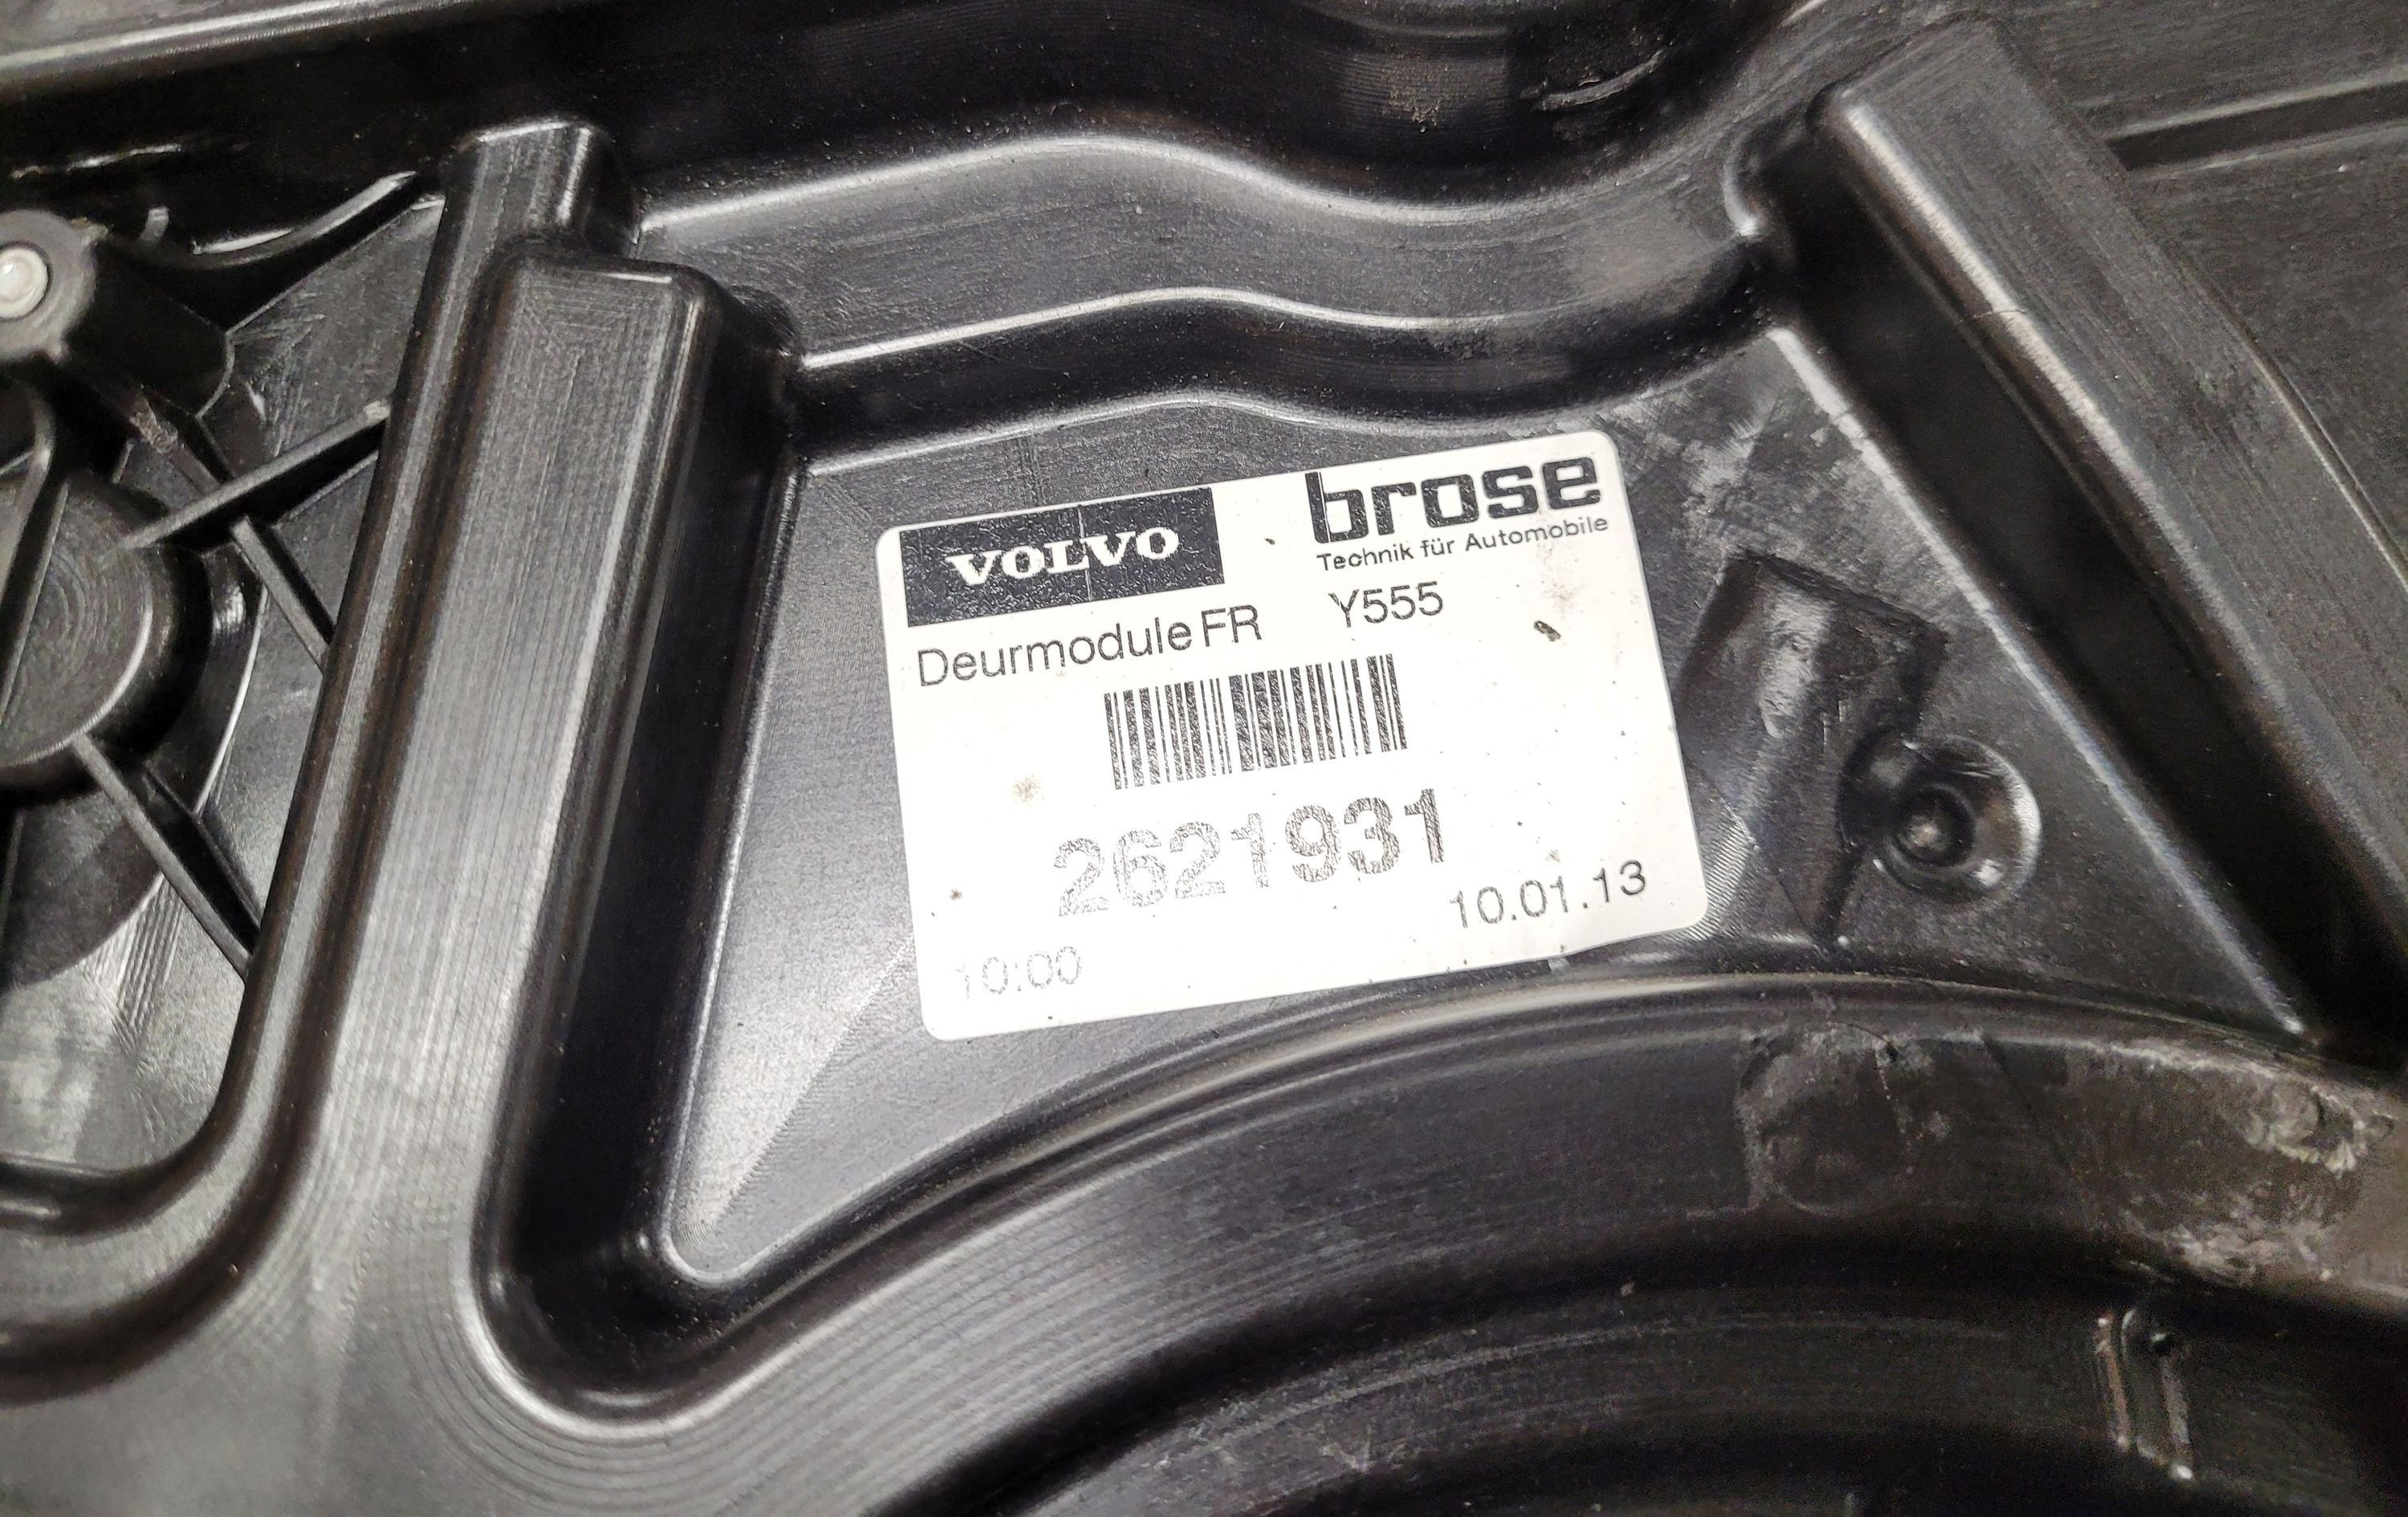 VOLVO
brose
Technik für Automobile
Deurmodule FR Y555
2621931
10.01.13
10:00